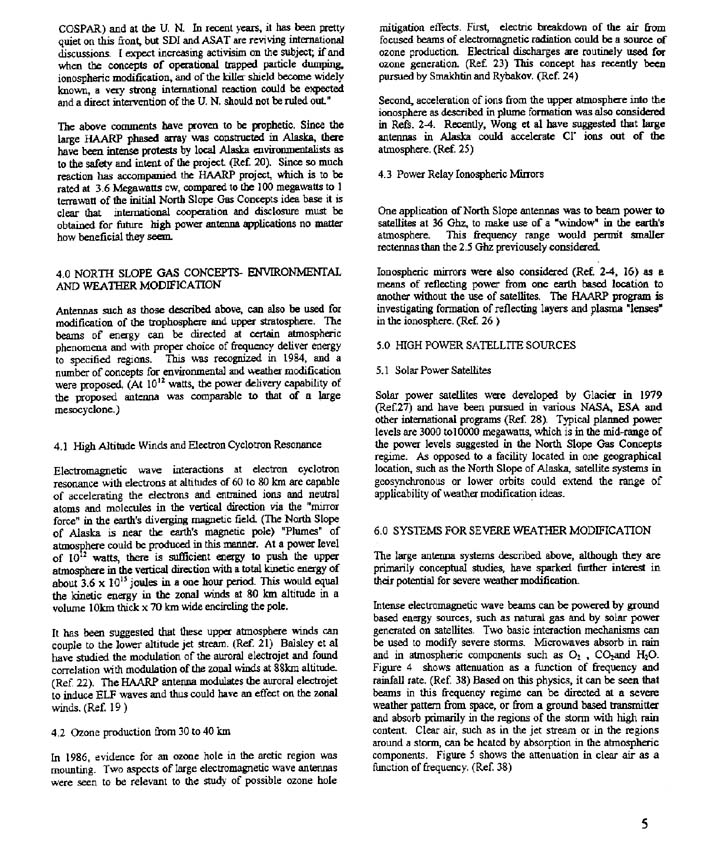 COSPAR) and at the U. N. In recent years, it has been pretty
quiet on this front, but SDI and ASAT are reviving international
discussions. I expect increasing activisim on the subject; if and
when the concepts of operational trapped particle dumping,
ionospheric modification, and of the killer shield become widely
known, a very strong international reaction could be expected
and a direct intervention of the U. N. should not be ruled out."
The above comments have proven to be prophetic. Since the
large HAARP phased array was constructed in Alaska, there
have been intense protests by local Alaska environmentalists as
to the safety and intent of the project (Ref. 20). Since so much
reaction has accompanied the HAARP project, which is to be
rated at 3.6 Megawatts cw, compared to the 100 megawatts to 1
terrawatt of the initial North Slope Gas Concepts idea base it is
clear that international cooperation and disclosure must be
obtained for future high power antenna applications no matter
how beneficial they seem.
4.0 NORTH SLOPE GAS CONCEPTS- ENVIRONMENTAL
AND WEATHER MODIFICATION
Antennas such as those described above, can also be used for
modification of the trophosphere and upper stratosphere. The
beams of energy can be directed at certain atmospheric
phenomena and with proper choice of frequency deliver energy
to specified regions. This was recognized in 1984, and a
number of concepts for environmental and weather modification
were proposed. (At 10¹² watts, the power delivery capability of
the proposed antenna was comparable to that of a large
mesocyclone.)
4.1 High Altitude Winds and Electron Cyclotron Resonance
Electromagnetic wave interactions at electron cyclotron
resonance with electrons at altitudes of 60 to 80 km are capable
of accelerating the electrons and entrained ions and neutral
atoms and molecules in the vertical direction via the "mirror
force" in the earth's diverging magnetic field. (The North Slope
of Alaska is near the earth's magnetic pole) "Plumes" of
atmosphere could be produced in this manner. At a power level
of 10¹² watts, there is sufficient energy to push the upper
atmosphere in the vertical direction with a total kinetic energy of
about 3.6 x 10¹⁵ joules in a one hour period. This would equal
the kinetic energy in the zonal winds at 80 km altitude in a
volume 10km thick x 70 km wide encircling the pole.
It has been suggested that these upper atmosphere winds can
couple to the lower altitude jet stream. (Ref. 21) Balsley et al
have studied the modulation of the auroral electrojet and found
correlation with modulation of the zonal winds at 88km altitude.
(Ref. 22). The HAARP antenna modulates the auroral electrojet
to induce ELF waves and thus could have an effect on the zonal
winds. (Ref. 19 )
4.2 Ozone production from 30 to 40 km
In 1986, evidence for an ozone hole in the arctic region was
mounting. Two aspects of large electromagnetic wave antennas
were seen to be relevant to the study of possible ozone hole
mitigation effects. First, electric breakdown of the air from
focused beams of electromagnetic radintion could be a source of
ozone production. Electrical discharges are routinely used for
ozone generation. (Ref. 23) This concept has recently been
pursued by Smakhtin and Rybakov. (Ref. 24)
Second, acceleration of ions from the upper atmosphere into the
ionosphere as described in plume formation was also considered
in Refs. 2-4. Recently, Wong et al have suggested that large
antennas in Alaska could accelerate Cl⁻ ions out of the
atmosphere. (Ref. 25)
4.3 Power Relay Ionospheric Mirrors
One application of North Slope antennas was to beam power to
satellites at 36 Ghz, to make use of a "window" in the earth's
atmosphere. This frequency range would permit smaller
rectennas than the 2.5 Ghz previousely considered.
Ionospheric mirrors were also considered (Ref. 2-4, 16) as a
means of reflecting power from one earth based location to
another without the use of satellites. The HAARP program is
investigating formation of reflecting layers and plasma "lenses"
in the ionosphere. (Ref. 26 )
5.0 HIGH POWER SATELLITE SOURCES
5.1 Solar Power Satellites
Solar power satellites were developed by Glacier in 1979
(Ref.27) and have been pursued in various NASA, ESA and
other international programs (Ref. 28). Typical planned power
levels are 3000 to10000 megawatts, which is in the mid-range of
the power levels suggested in the North Slope Gas Concepts
regime. As opposed to a facility located in one geographical
location, such as the North Slope of Alaska, satellite systems in
geosynchronous or lower orbits could extend the range of
applicability of weather modification ideas.
6.0 SYSTEMS FOR SEVERE WEATHER MODIFICATION
The large antenna systems described above, although they are
primarily conceptual studies, have sparked further interest in
their potential for severe weather modification.
Intense electromagnetic wave beams can be powered by ground
based energy sources, such as natural gas and by solar power
generated on satellites. Two basic interaction mechanisms can
be used to modify severe storms. Microwaves absorb in rain
and in atmospheric components such as O₂ , CO₂and H₂O.
Figure 4 shows attenuation as a function of frequency and
rainfall rate. (Ref. 38) Based on this physics, it can be seen that
beams in this frequency regime can be directed at a severe
weather pattern from space, or from a ground based transmitter
and absorb primarily in the regions of the storm with high rain
content. Clear air, such as in the jet stream or in the regions
around a storm, can be heated by absorption in the atmospheric
components. Figure 5 shows the attenuation in clear air as a
function of frequency. (Ref. 38)
5